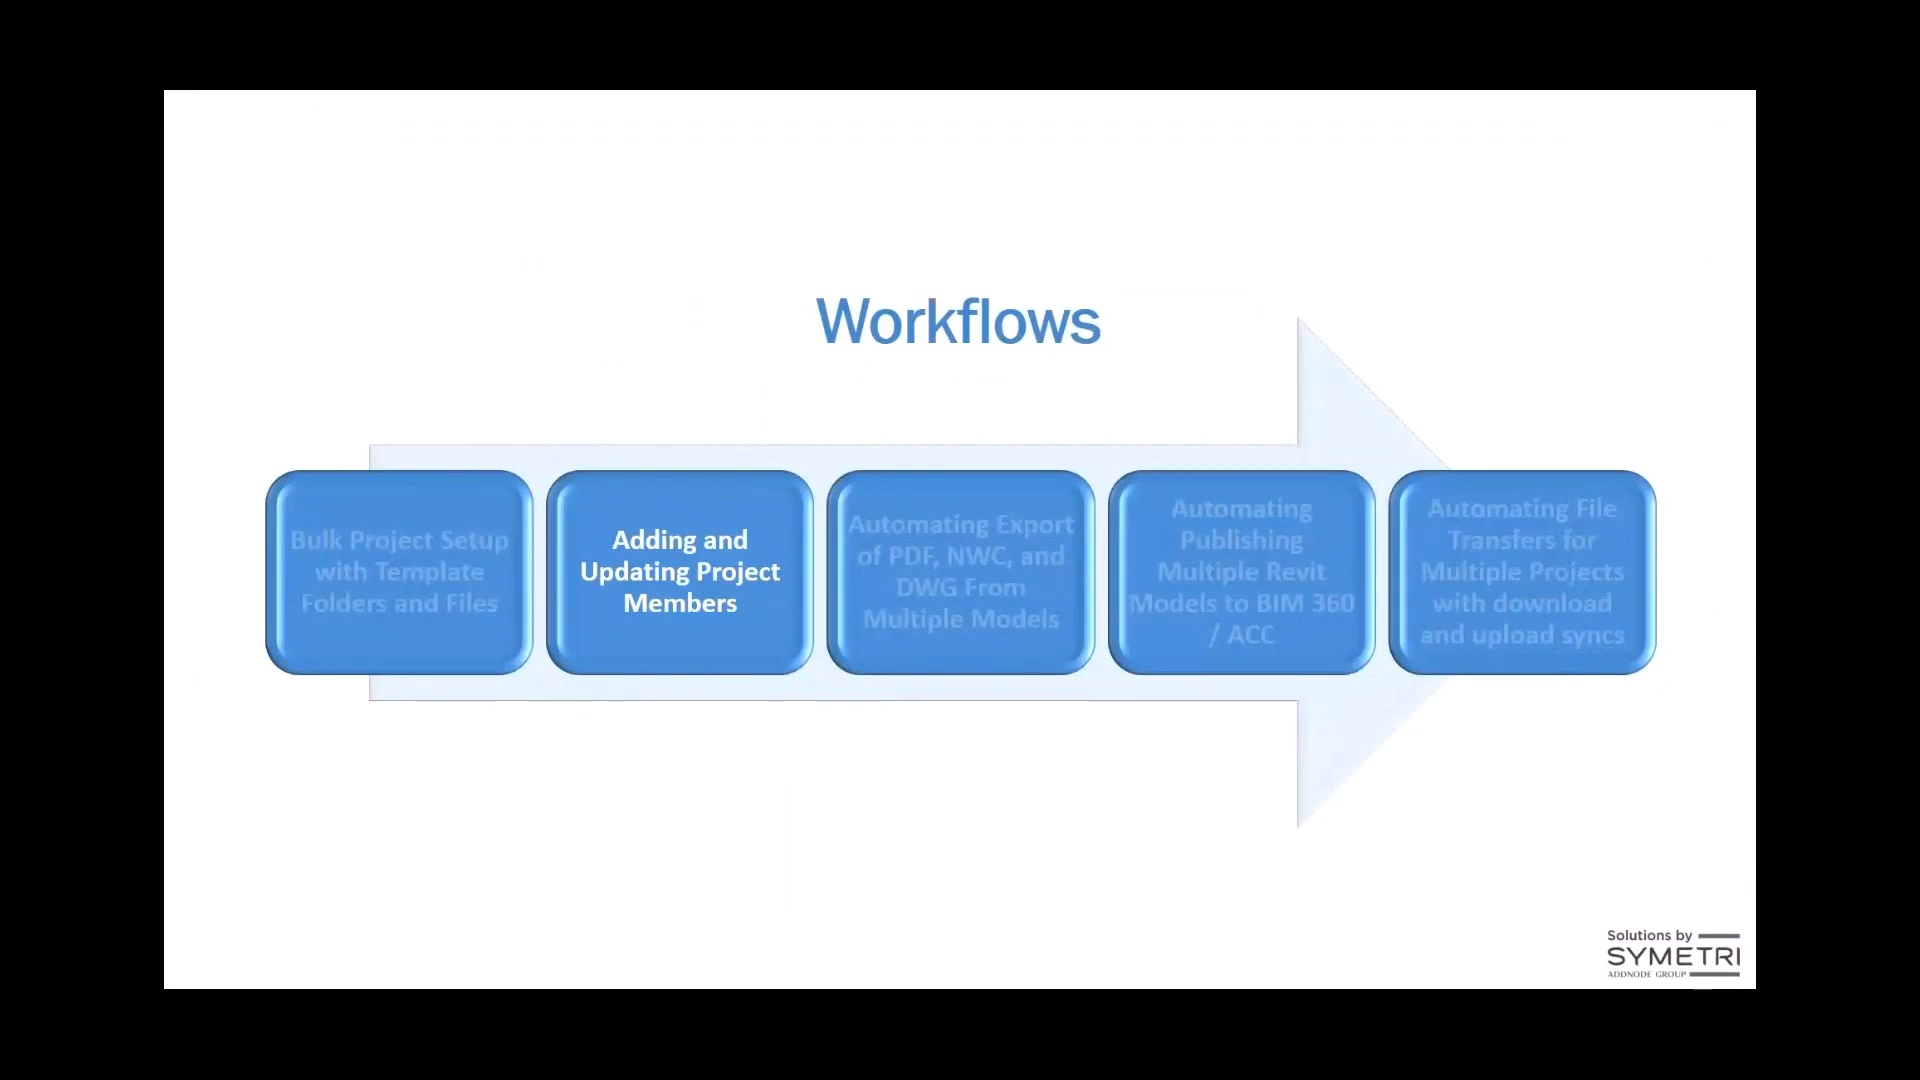 Workflows
Bulk Project Setup
with Template
Folders and Files
Adding and
Updating Project
Members
Automating Export
of PDF, NWC, and
DWG From
Multiple Models
Automating
Publishing
Multiple Revit
Models to BIM 360
/ ACC
Automating File
Transfers for
Multiple Projects
with download
and upload syncs
Solutions by
SYMETRI
ADDNODE GROUP